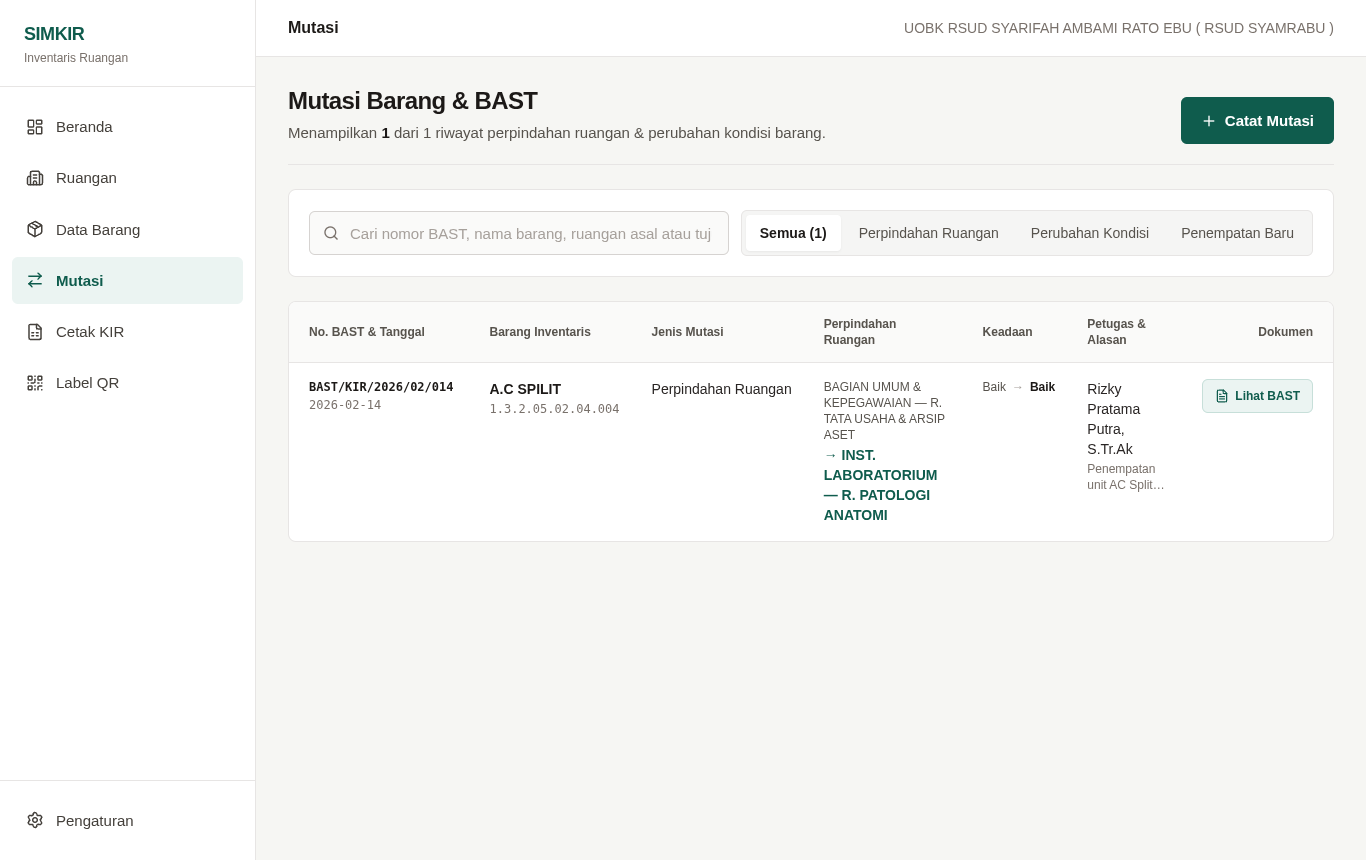 SIMKIR
Inventaris Ruangan
Beranda
Ruangan
Data Barang
Mutasi
Cetak KIR
Label QR
Pengaturan
Mutasi
UOBK RSUD SYARIFAH AMBAMI RATO EBU ( RSUD SYAMRABU )
Mutasi Barang & BAST
Menampilkan 1 dari 1 riwayat perpindahan ruangan & perubahan kondisi barang.
Catat Mutasi
Cari nomor BAST, nama barang, ruangan asal atau tuj
Semua (1)
Perpindahan Ruangan
Perubahan Kondisi
Penempatan Baru
No. BAST & Tanggal
Barang Inventaris
Jenis Mutasi
Perpindahan
Ruangan
Keadaan
Petugas &
Alasan
Dokumen
BAST/KIR/2026/02/014
2026-02-14
A.C SPILIT
1.3.2.05.02.04.004
Perpindahan Ruangan
BAGIAN UMUM &
KEPEGAWAIAN — R.
TATA USAHA & ARSIP
ASET
→ INST.
LABORATORIUM
— R. PATOLOGI
ANATOMI
Baik → Baik
Rizky
Pratama
Putra,
S.Tr.Ak
Penempatan
unit AC Split…
Lihat BAST